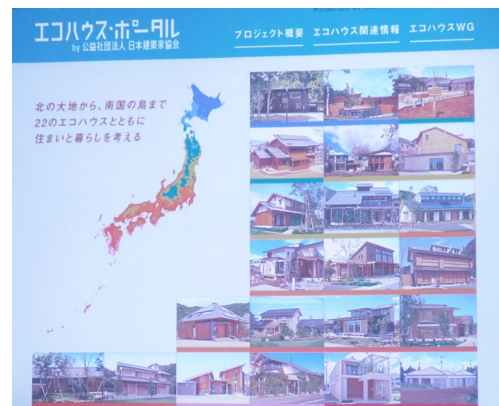 エコハウス・ポータル
by 公益社団法人 日本建築家協会
プロジェクト概要 エコハウス関連情報 エコハウスWG
北の大地から、南国の島まで
22のエコハウスとともに
住まいと暮らしを考える